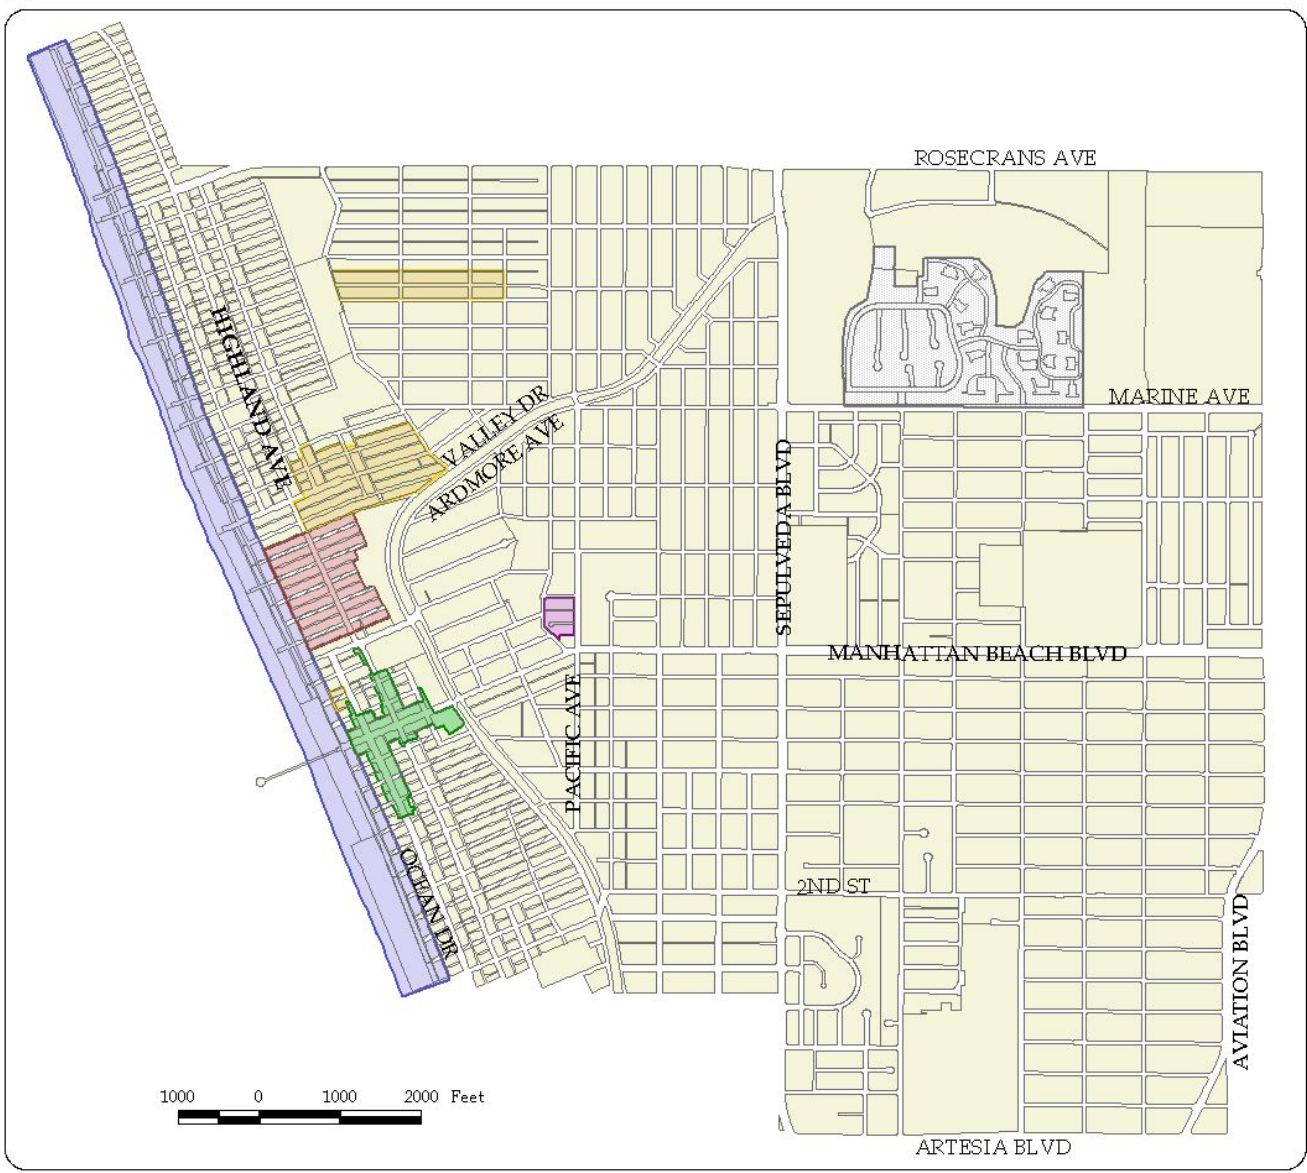 ROSECRANS AVE
HIGHLAND AVE
MARINE AVE
VALLEY DR
ARDMORE AVE
SEPULVEDA BLVD
MANHATTAN BEACH BLVD
PACIFIC AVE
OCEAN DR
2ND ST
AVIATION BLVD
1000 0 1000 2000 Feet
ARTESIA BLVD